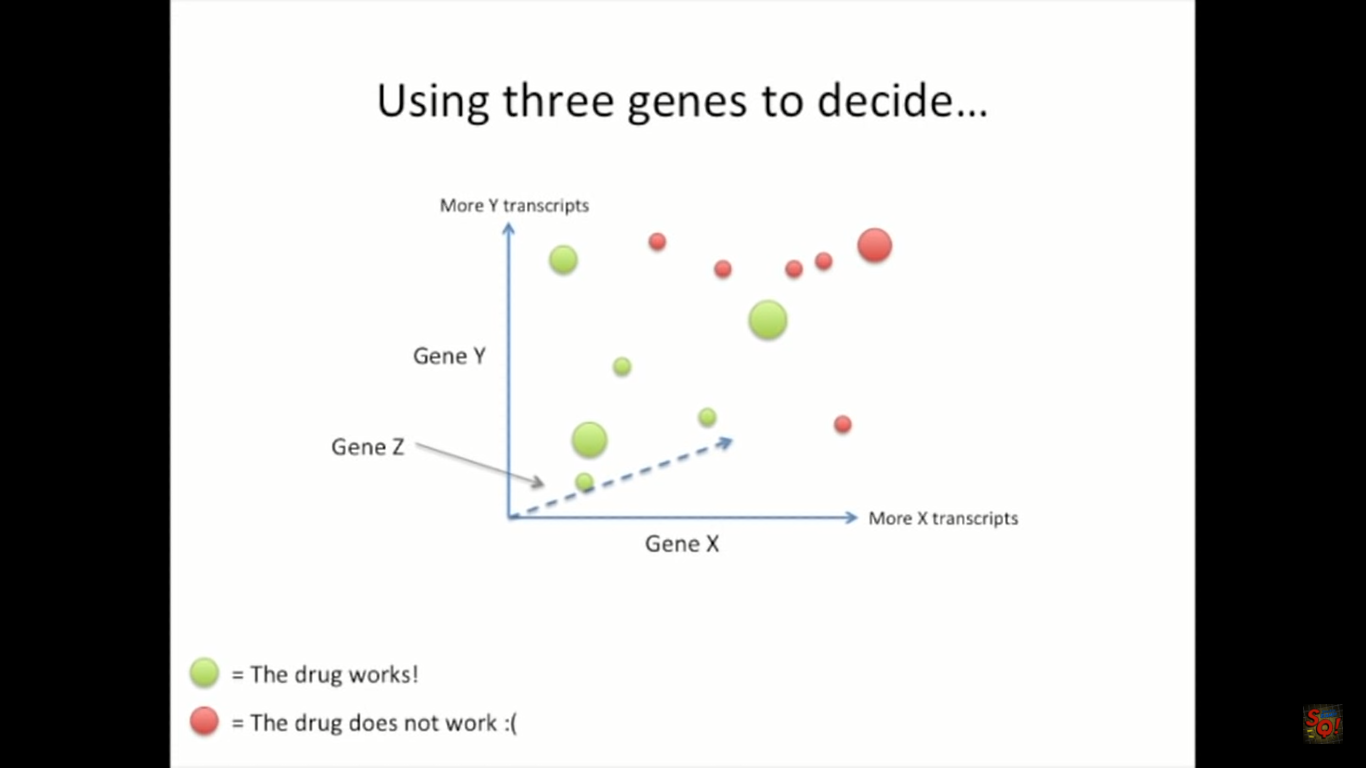 Using three genes to decide...
More Y transcripts
Gene Y
Gene Z
More X transcripts
Gene X
= The drug works!
= The drug does not work :(
SQ!